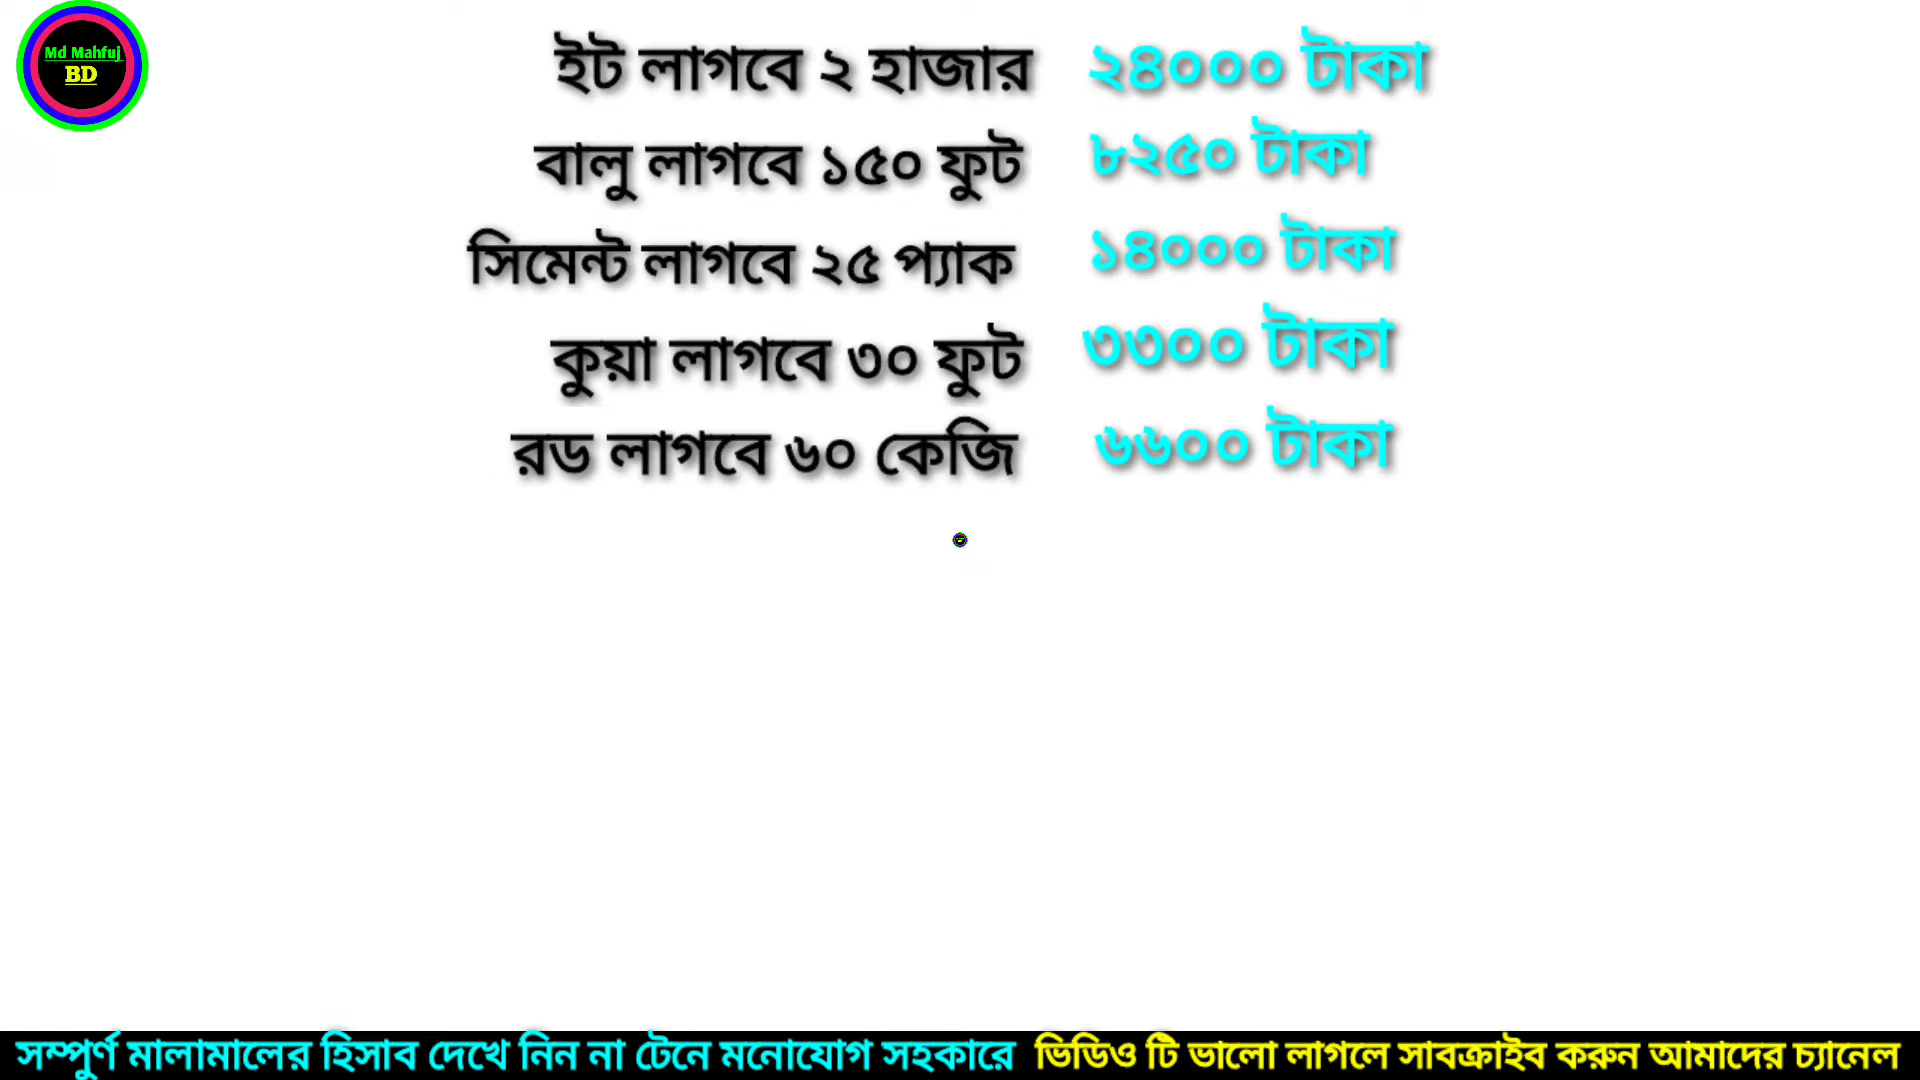 Md Mahfuj
BD
ইট লাগবে ২ হাজার ২৪০০০ টাকা
বালু লাগবে ১৫০ ফুট ৮২৫০ টাকা
সিমেন্ট লাগবে ২৫ প্যাক ১৪০০০ টাকা
কুয়া লাগবে ৩০ ফুট ৩৩০০ টাকা
রড লাগবে ৬০ কেজি ৬৬০০ টাকা
সম্পুর্ণ মালামালের হিসাব দেখে নিন না টেনে মনোযোগ সহকারে ভিডিও টি ভালো লাগলে সাবক্রাইব করুন আমাদের চ্যানেল